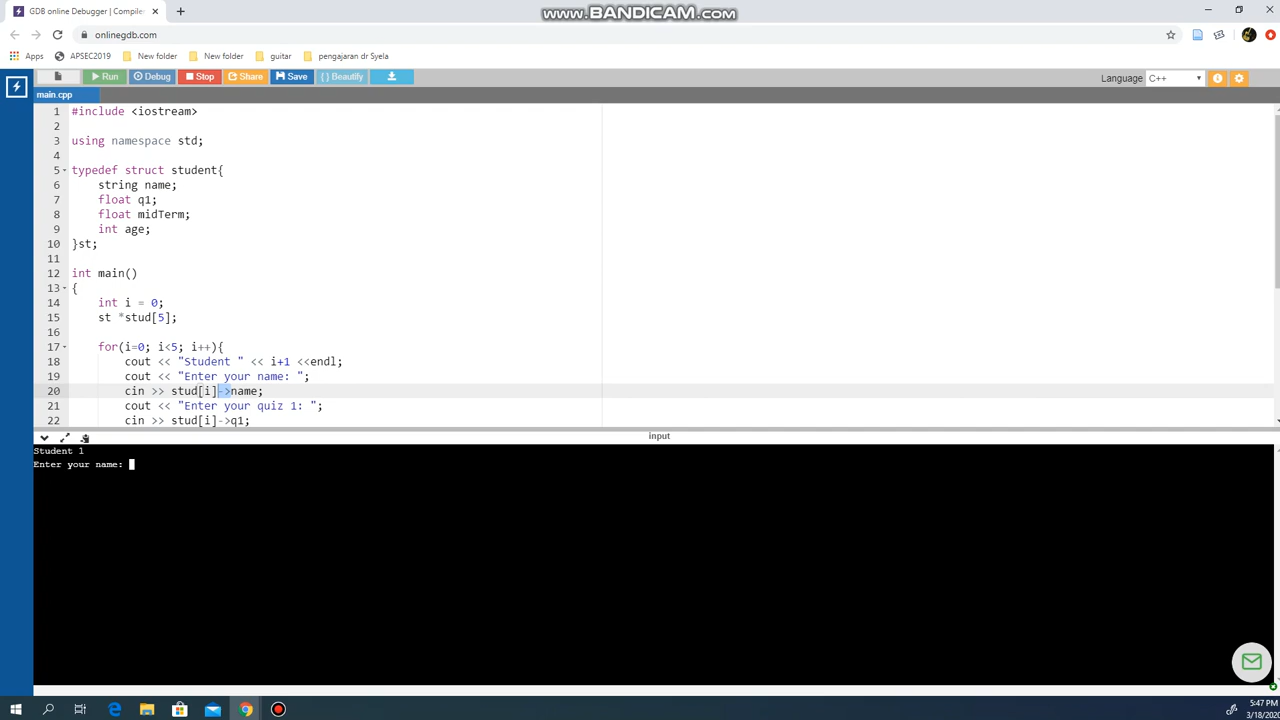 GDB online Debugger | Compiler
www.BANDICAM.com
onlinegdb.com
Apps
APSEC2019
New folder
New folder
guitar
pengajaran dr Syela
Run
Debug
Stop
Share
Save
{ } Beautify
Language
C++
main.cpp
1 #include <iostream>
2
3 using namespace std;
4
5 typedef struct student{
6 string name;
7 float q1;
8 float midTerm;
9 int age;
10 }st;
11
12 int main()
13 {
14 int i = 0;
15 st *stud[5];
16
17 for(i=0; i<5; i++){
18 cout << "Student " << i+1 <<endl;
19 cout << "Enter your name: ";
20 cin >> stud[i]->name;
21 cout << "Enter your quiz 1: ";
22 cin >> stud[i]->q1;
input
Student 1
Enter your name:
5:47 PM
3/18/2020